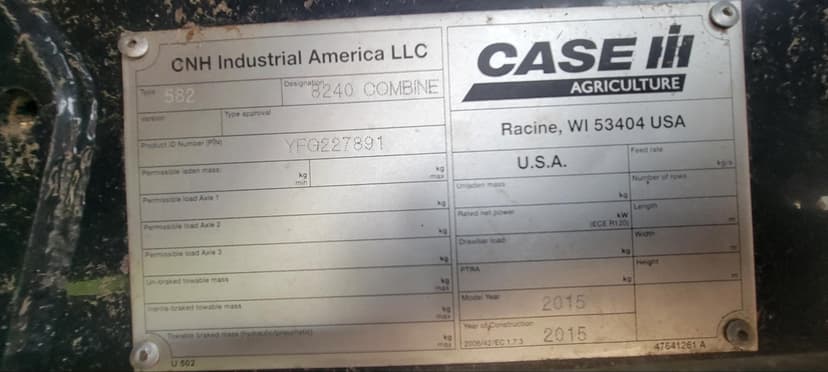 CNH Industrial America LLC
Type 582 Designation 8240 COMBINE
Version Type approval
Product ID Number (PIN) YFG227891
Permissible laden mass: kg min kg max
Permissible load Axle 1 kg
Permissible load Axle 2 kg
Permissible load Axle 3 kg
Un-braked towable mass kg max
Inertia-braked towable mass kg max
Towable braked mass (hydraulic/pneumatic) kg max
U 502
CASE IH
AGRICULTURE
Racine, WI 53404 USA
U.S.A. Feed rate kg/s
Unladen mass kg Number of rows
Rated net power kW (ECE R120) Length m
Drawbar load kg Width m
PTRA kg Height m
Model Year 2015
Year of Construction 2015
2006/42/EC.1.7.3
47641261 A